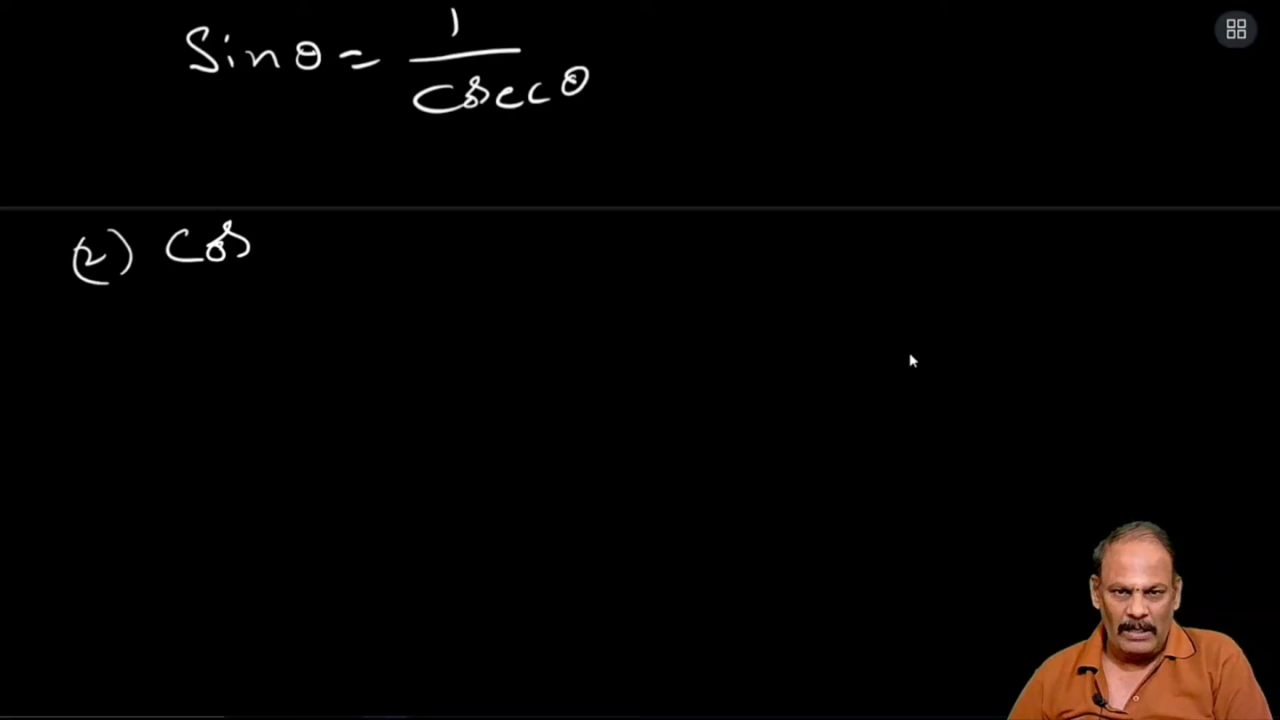 Sinθ = 1/Cosecθ
(2) Cos